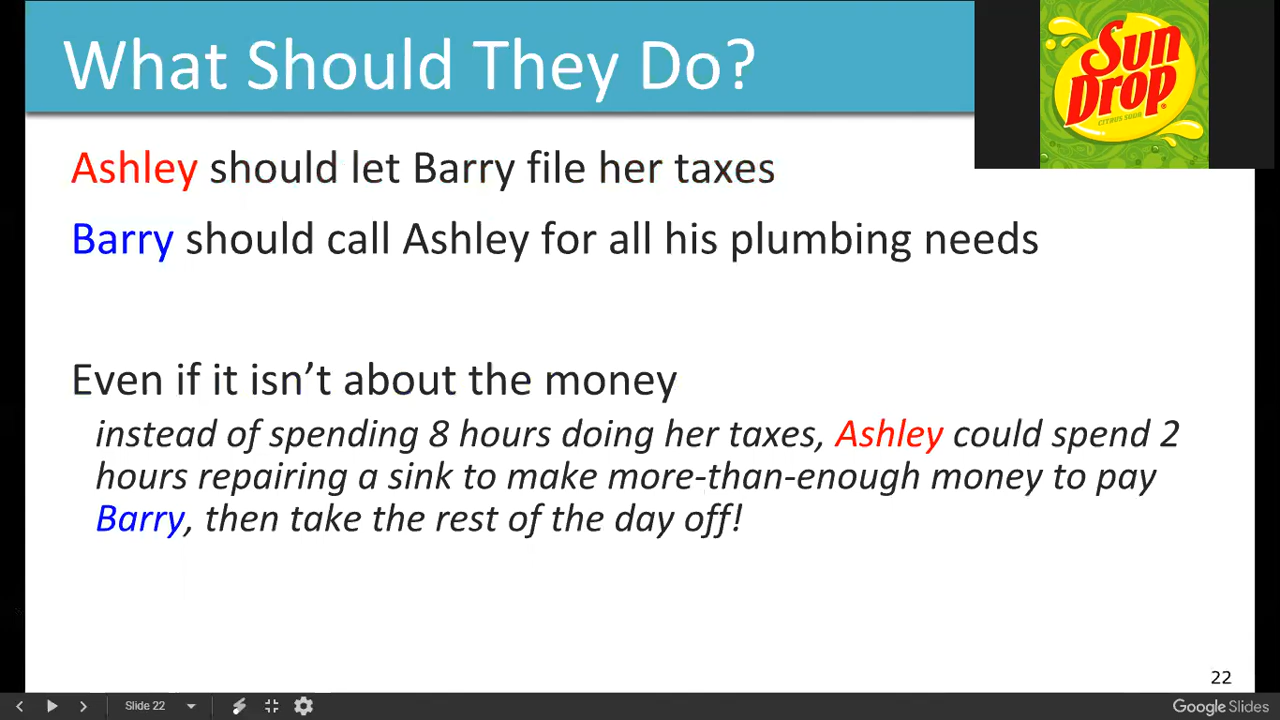 What Should They Do?
Sun
Drop
CITRUS SODA
Ashley should let Barry file her taxes
Barry should call Ashley for all his plumbing needs
Even if it isn’t about the money
instead of spending 8 hours doing her taxes, Ashley could spend 2
hours repairing a sink to make more-than-enough money to pay
Barry, then take the rest of the day off!
22
Slide 22
Google Slides